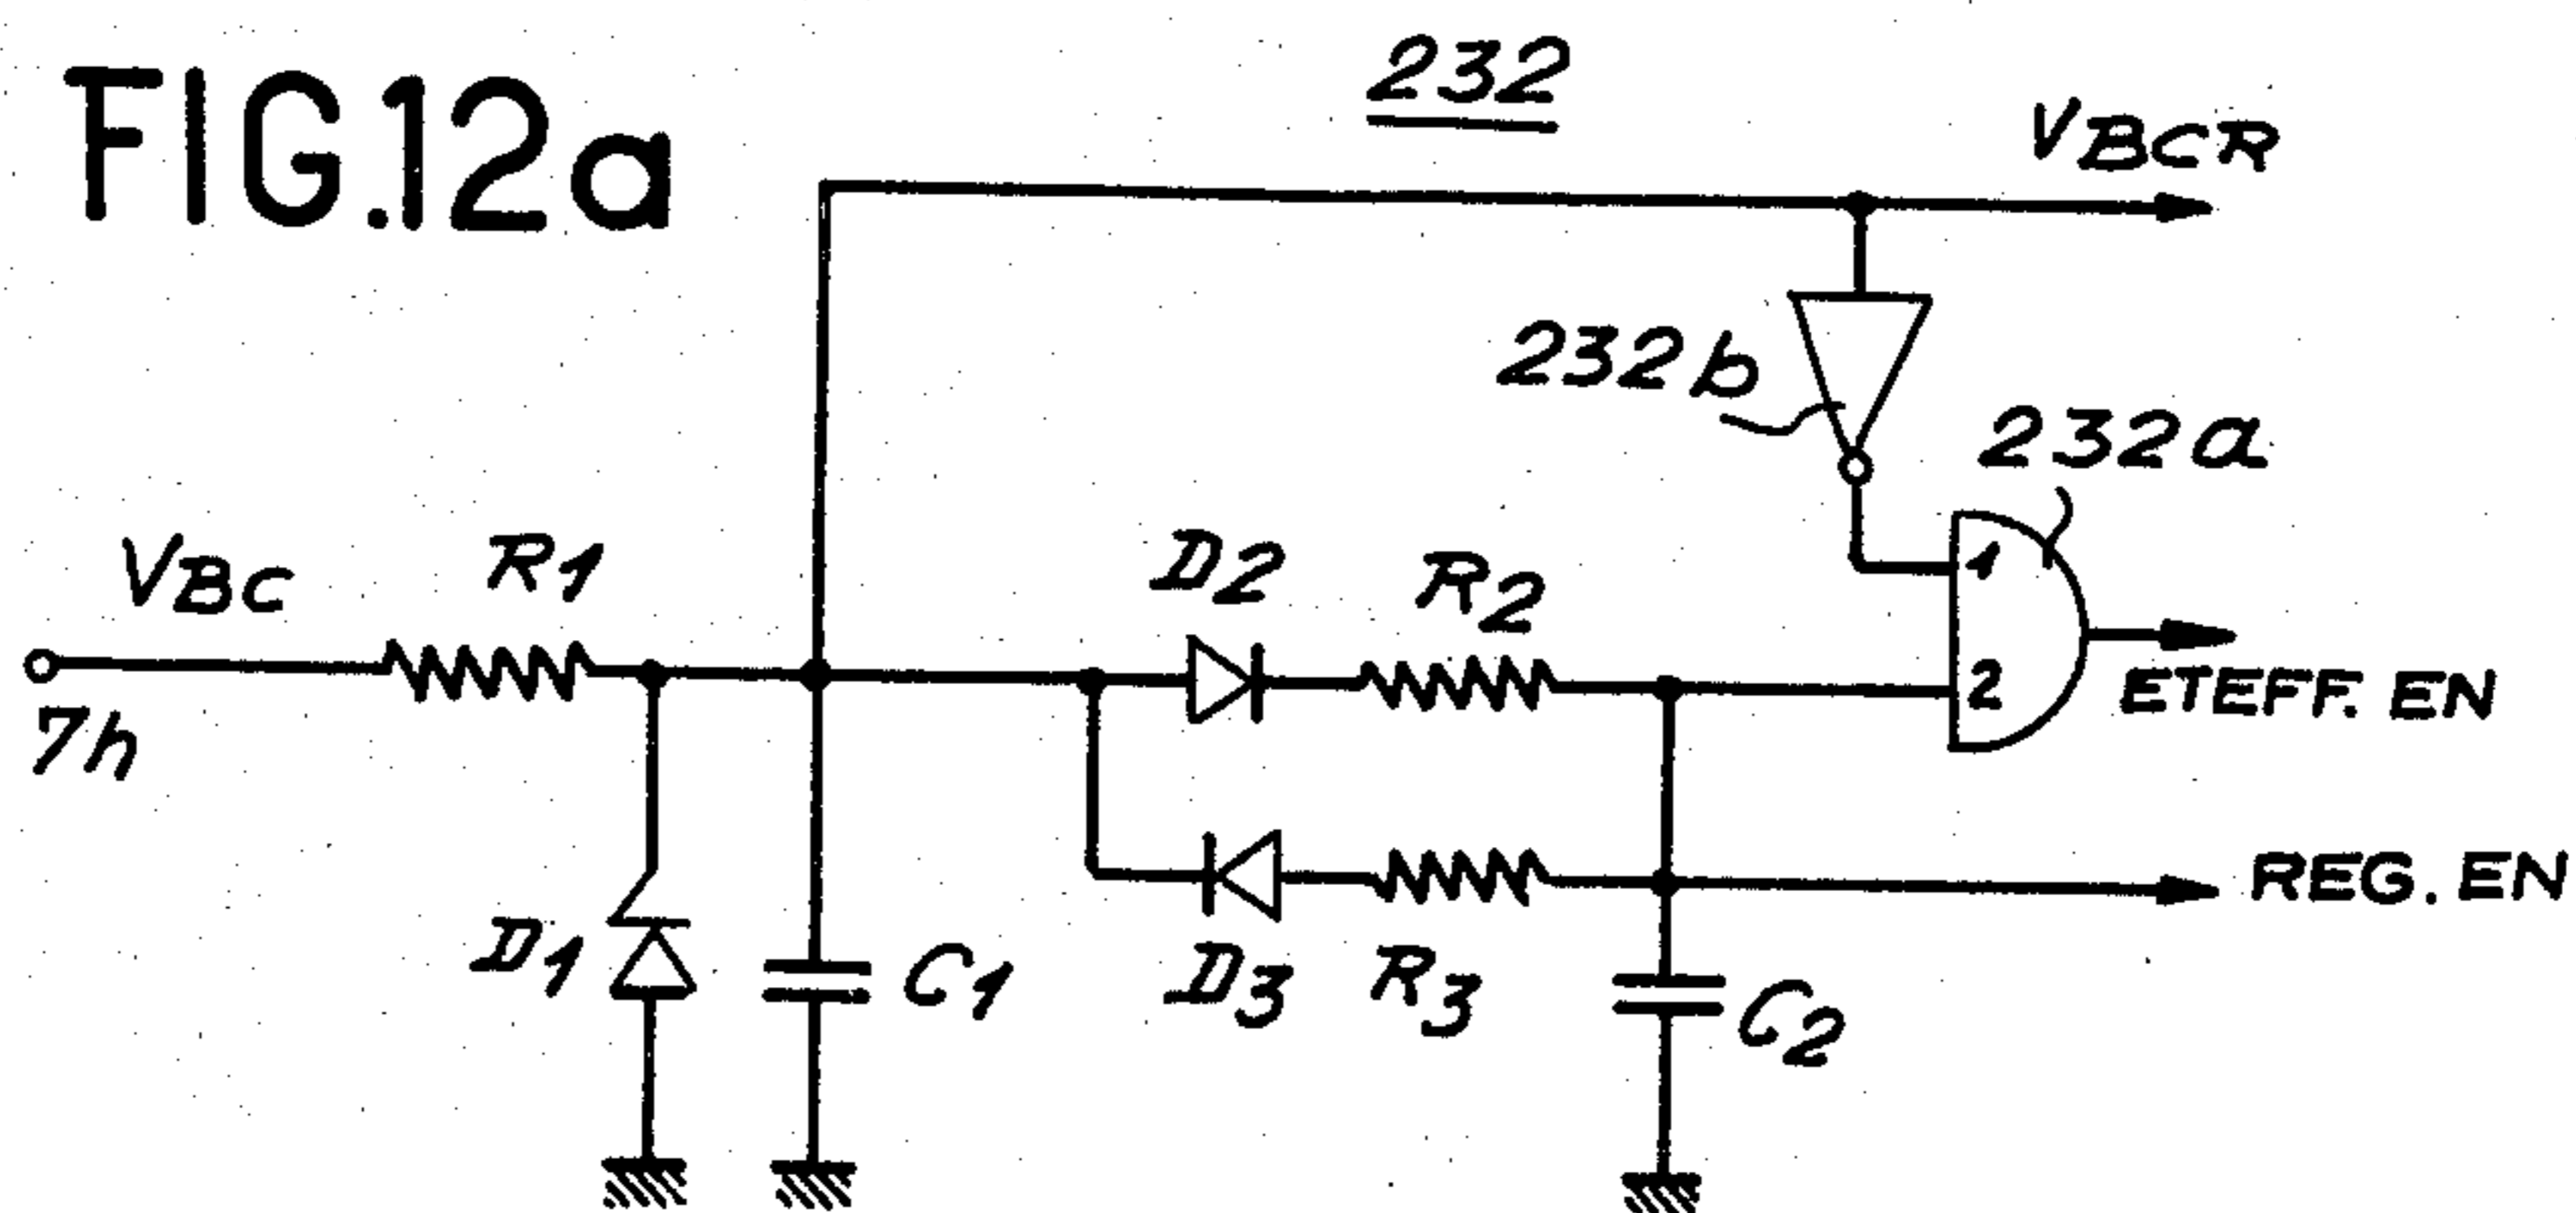 FIG.12a
232
VBCR
232b
232a
VBC
R1
D2
R2
1
2
7h
ETEFF. EN
D1
C1
D3
R3
C2
REG. EN